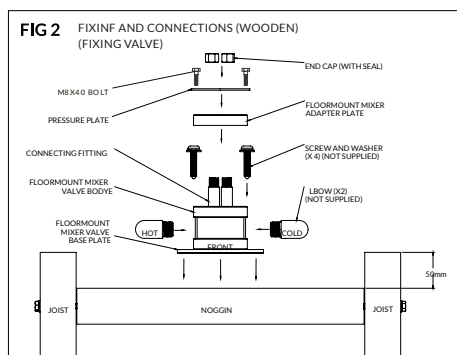 FIG 2 FIXINF AND CONNECTIONS (WOODEN)
(FIXING VALVE)
END CAP (WITH SEAL)
M8X40 BOLT
FLOORMOUNT MIXER
ADAPTER PLATE
PRESSURE PLATE
CONNECTING FITTING
SCREW AND WASHER
(X 4) (NOT SUPPLIED)
FLOORMOUNT MIXER
VALVE BODYE
LBOW (X2)
(NOT SUPPLIED)
FLOORMOUNT
MIXER VALVE
BASE PLATE
HOT
COLD
FRONT
50mm
JOIST
NOGGIN
JOIST